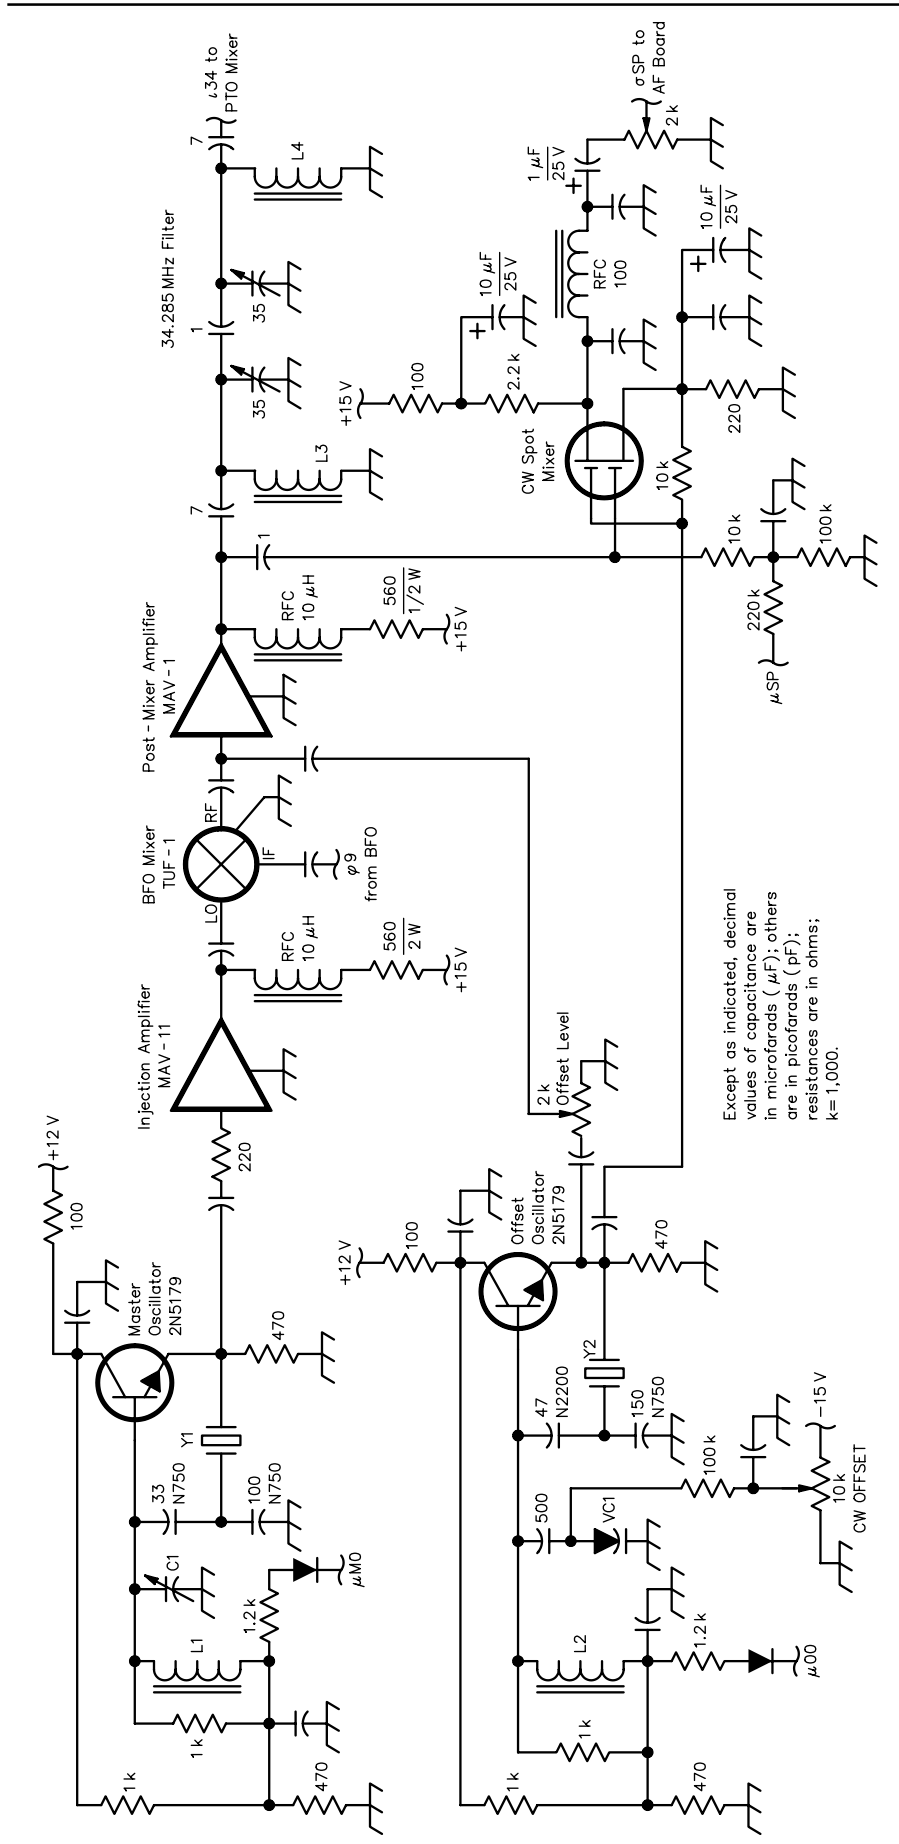 +12 V
100
Master
Oscillator
2N5179
1 k
1 k
470
L1
1.2 k
μMO
C1
33
N750
100
N750
Y1
470
220
Injection Amplifier
MAV - 11
RFC
10 μH
560
2 W
+15 V
LO
BFO Mixer
TUF - 1
RF
IF
φ9
from BFO
Post - Mixer Amplifier
MAV - 1
RFC
10 μH
560
1/2 W
+15 V
1
7
L3
35
34.285 MHz Filter
1
35
L4
7
ι34 to
PTO Mixer
+12 V
100
Offset
Oscillator
2N5179
1 k
1 k
470
L2
1.2 k
μOO
500
VC1
47
N2200
150
N750
Y2
470
100 k
10 k
CW OFFSET
−15 V
2 k
Offset Level
μSP
220 k
10 k
100 k
10 k
220
CW Spot
Mixer
+15 V
100
2.2 k
+
10 μF
25 V
RFC
100
+
1 μF
25 V
+
10 μF
25 V
2 k
σSP to
AF Board
Except as indicated, decimal
values of capacitance are
in microfarads ( μF); others
are in picofarads ( pF);
resistances are in ohms;
k= 1,000.